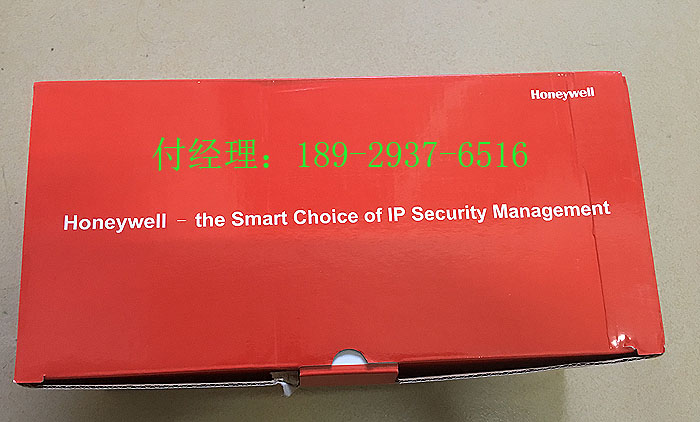 Honeywell
付经理：189-2937-6516
Honeywell - the Smart Choice of IP Security Management